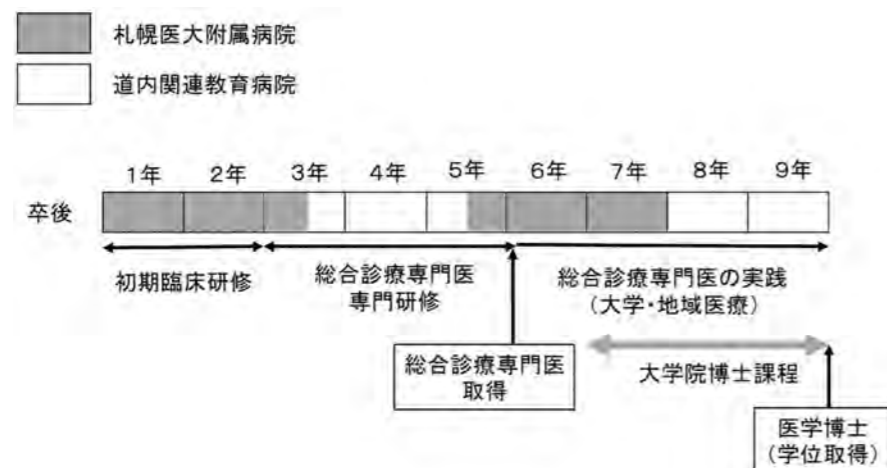 札幌医大附属病院
道内関連教育病院
1年 2年 3年 4年 5年 6年 7年 8年 9年
卒後
初期臨床研修
総合診療専門医
専門研修
総合診療専門医の実践
(大学・地域医療)
総合診療専門医
取得
大学院博士課程
医学博士
(学位取得)